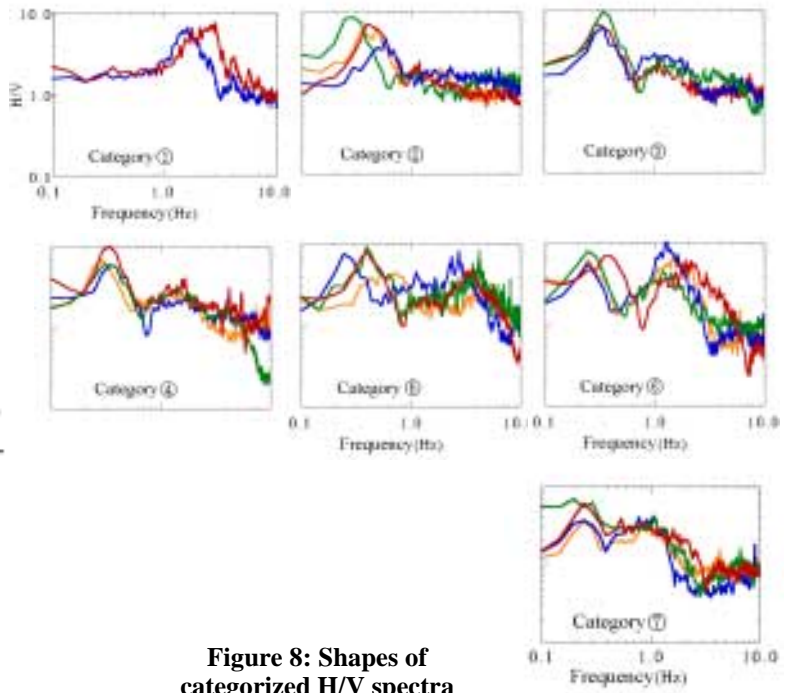 10.0
H/V
1.0
0.1
Category ①
Category ②
Category ③
0.1 1.0 10.0
Frequency(Hz)
Category ④
Category ⑤
Category ⑥
0.1 1.0 10. 0.1 1.0 10.0
Frequency(Hz) Frequency(Hz)
Category ⑦
0.1 1.0 10.0
Frequency(Hz)
Figure 8: Shapes of
categorized H/V spectra